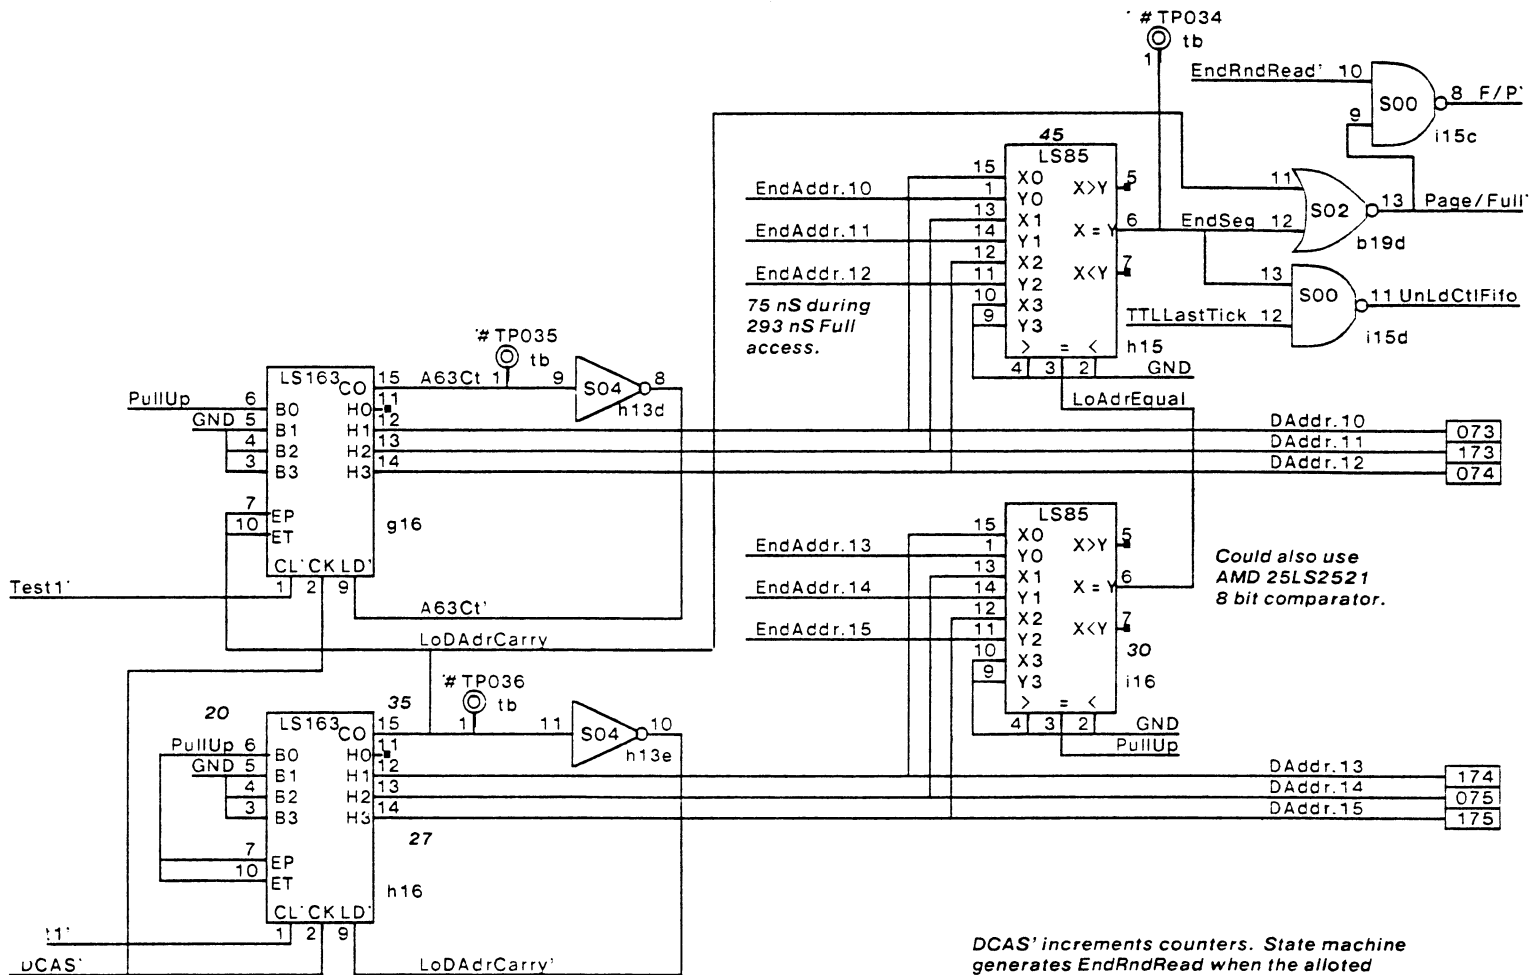 # TP034
tb
1
EndRndRead' 10
9
S00
8 F/P'
i15c
45
LS85
EndAddr.10
EndAddr.11
EndAddr.12
15 X0
1 Y0
13 X1
14 Y1
12 X2
11 Y2
10 X3
9 Y3
X>Y 5
X=Y 6
X<Y 7
> = <
4 3 2
h15
GND
LoAdrEqual
75 nS during
293 nS Full
access.
EndSeq 12
11
S02
13 Page/Full'
b19d
13
TTLLastTick 12
S00
11 UnLdCtlFifo
i15d
# TP035
tb
1
LS163
CO 15
A63Ct
9 S04 8
h13d
PullUp 6 B0
GND 5 B1
4 B2
3 B3
H0 11
H1 12
H2 13
H3 14
7 EP
10 ET
g16
CL' CK LD'
1 2 9
Test1'
A63Ct'
LoDAdrCarry
DAddr.10 073
DAddr.11 173
DAddr.12 074
LS85
EndAddr.13
EndAddr.14
EndAddr.15
15 X0
1 Y0
13 X1
14 Y1
12 X2
11 Y2
10 X3
9 Y3
X>Y 5
X=Y 6
X<Y 7
30
i16
> = <
4 3 2
GND
PullUp
Could also use
AMD 25LS2521
8 bit comparator.
# TP036
tb
1
20
35
LS163
CO 15
11 S04 10
h13e
PullUp 6 B0
GND 5 B1
4 B2
3 B3
H0 11
H1 12
H2 13
H3 14
27
7 EP
10 ET
h16
CL' CK LD'
1 2 9
t1'
DCAS'
LoDAdrCarry'
DAddr.13 174
DAddr.14 075
DAddr.15 175
DCAS' increments counters. State machine
generates EndRndRead when the alloted